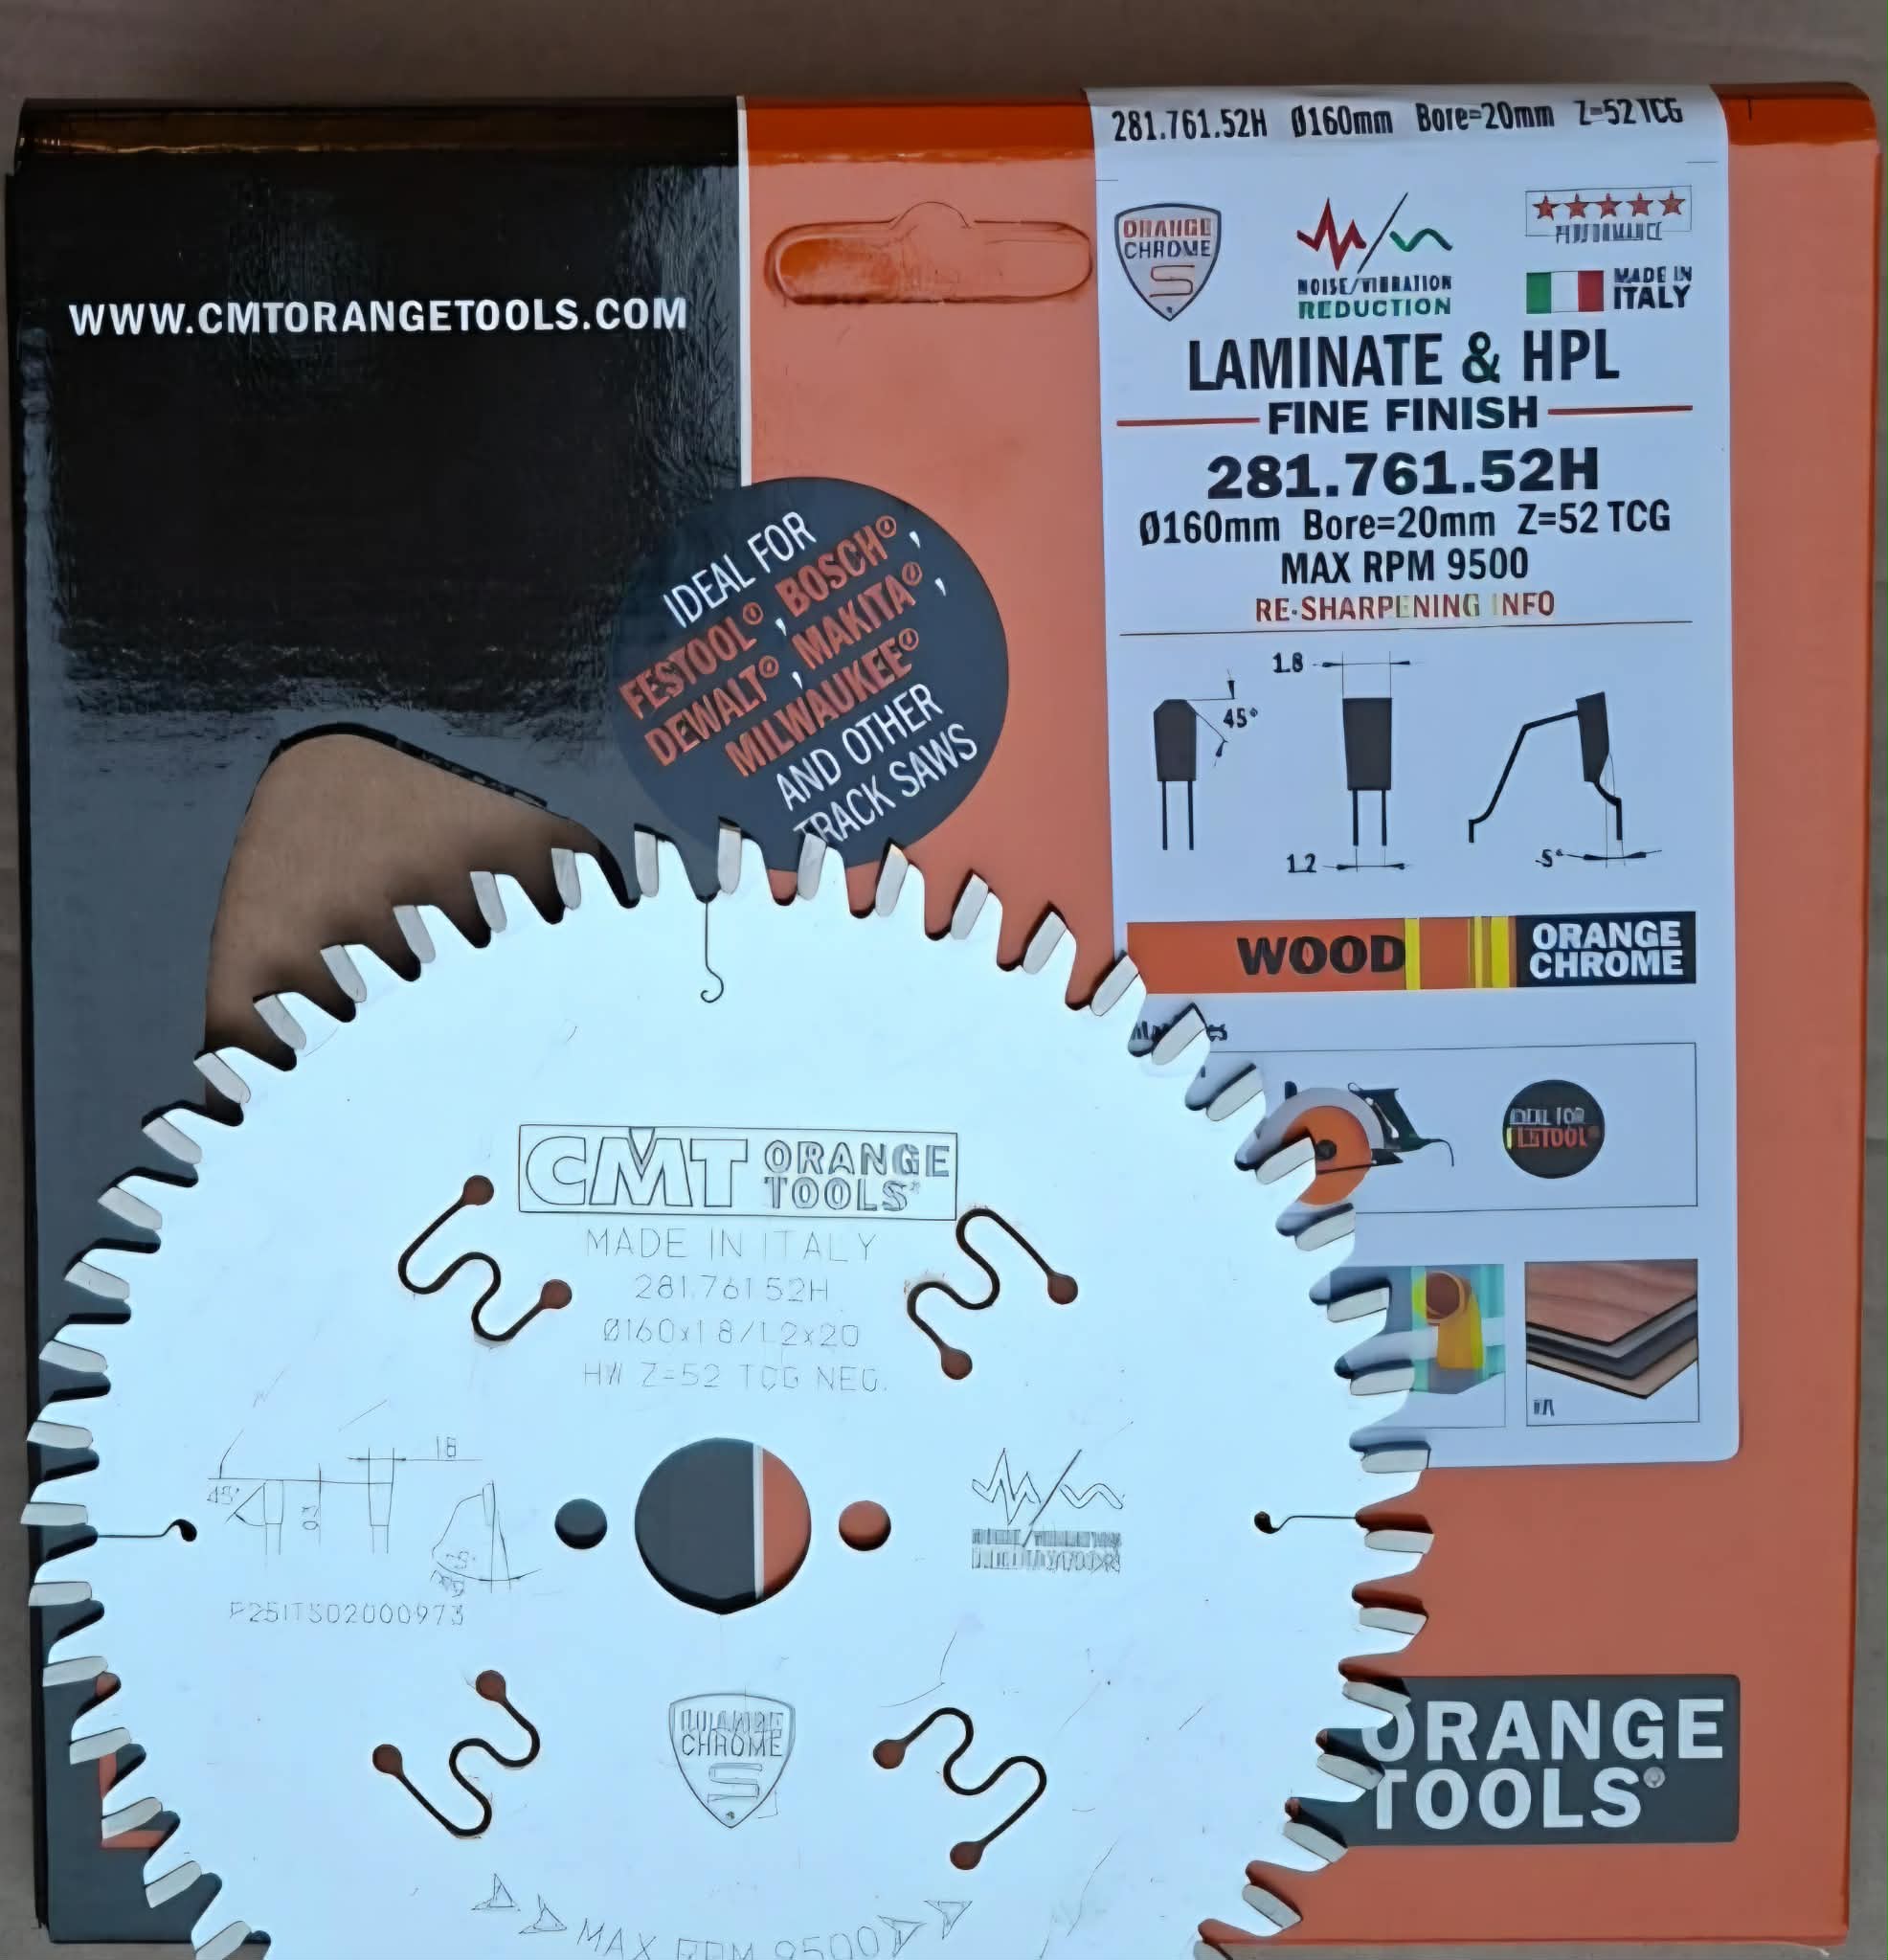 281.761.52H Ø160mm Bore=20mm Z=52 TCG
ORANGE
CHROME
S
NOISE/VIBRATION
REDUCTION
PERFORMANCE
MADE IN
ITALY
WWW.CMTORANGETOOLS.COM
LAMINATE & HPL
FINE FINISH
281.761.52H
Ø160mm Bore=20mm Z=52 TCG
MAX RPM 9500
RE-SHARPENING INFO
IDEAL FOR
FESTOOL®, BOSCH®,
DEWALT®, MAKITA®,
MILWAUKEE®
AND OTHER
TRACK SAWS
1.8
45°
1.2
-5°
WOOD
ORANGE
CHROME
IDEAL FOR
FESTOOL®
CMT ORANGE
TOOLS®
MADE IN ITALY
281.761.52H
Ø160x1.8/1.2x20
HW Z=52 TCG NEG.
45°
18
ORANGE
CHROME
S
MAX RPM 9500
ORANGE
TOOLS®